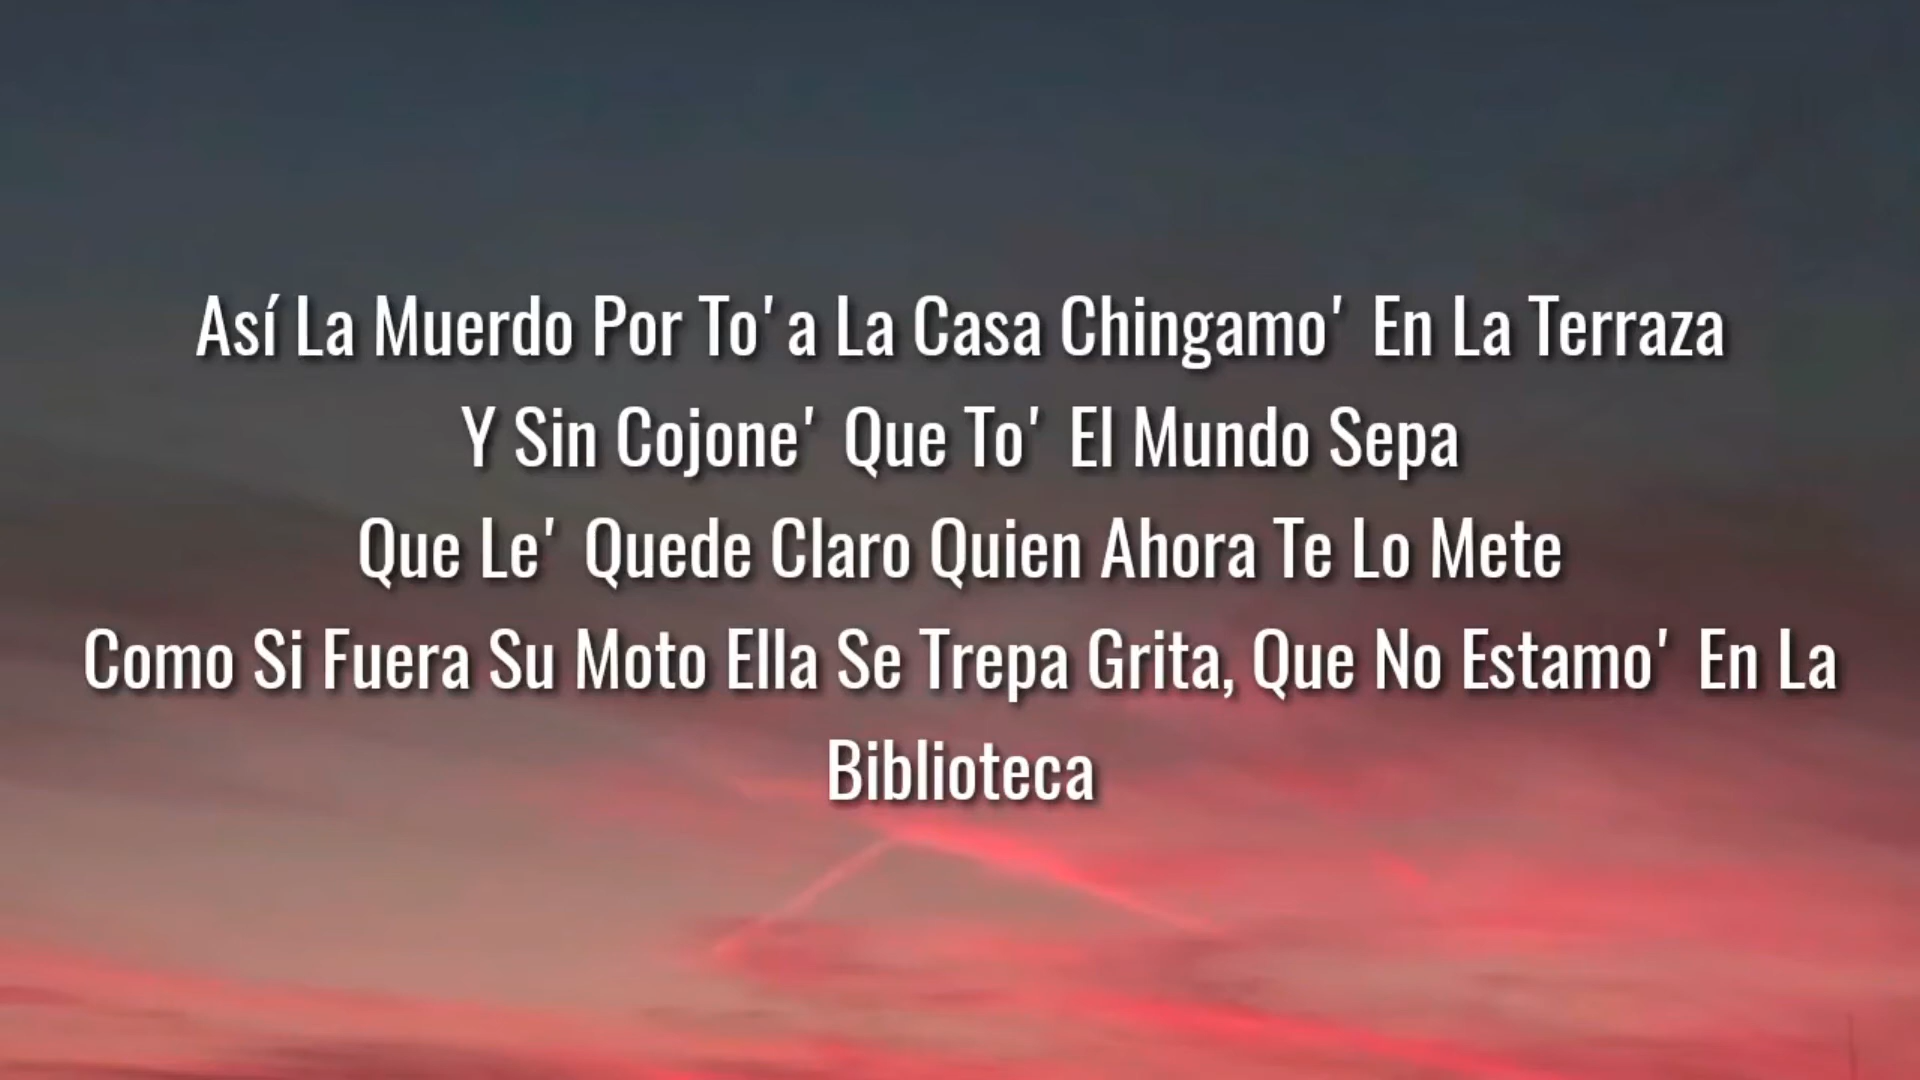 Así La Muerdo Por To'a La Casa Chingamo' En La Terraza
Y Sin Cojone' Que To' El Mundo Sepa
Que Le' Quede Claro Quien Ahora Te Lo Mete
Como Si Fuera Su Moto Ella Se Trepa Grita, Que No Estamo' En La
Biblioteca